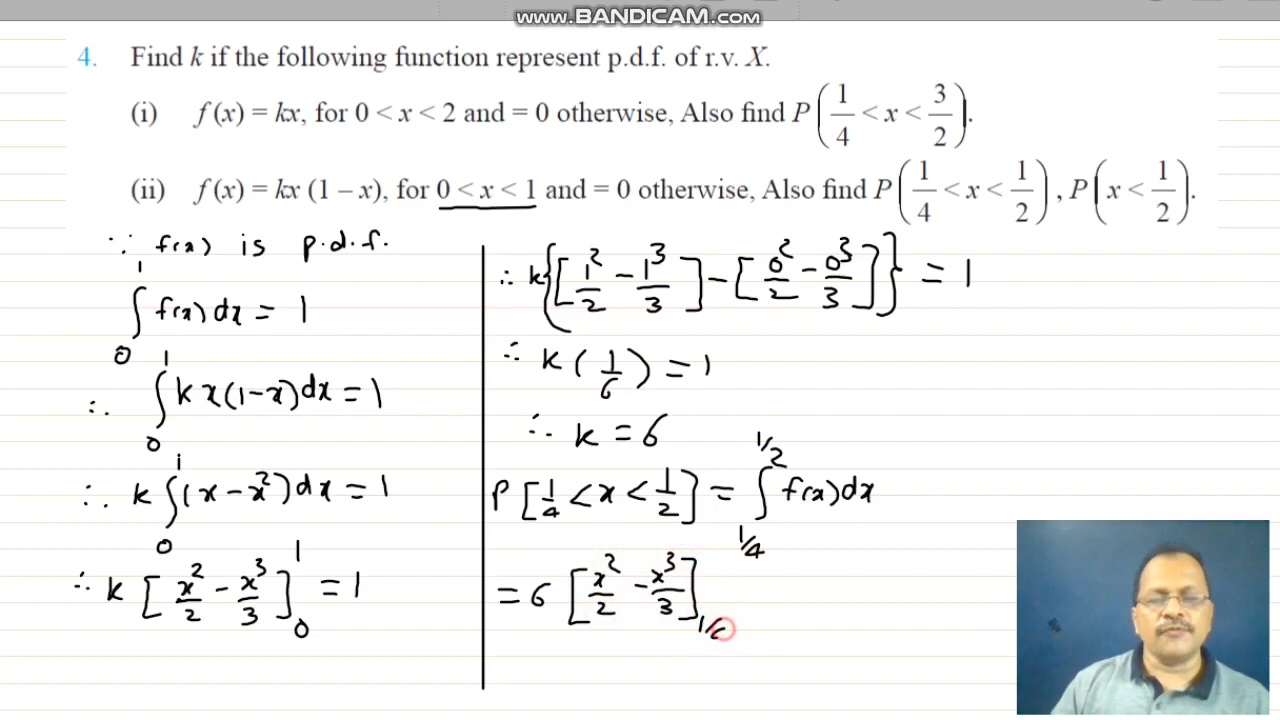 www.BANDICAM.com
4. Find k if the following function represent p.d.f. of r.v. X.
(i) f(x) = kx, for 0 < x < 2 and = 0 otherwise, Also find P(1/4 < x < 3/2).
(ii) f(x) = kx (1 – x), for 0 < x < 1 and = 0 otherwise, Also find P(1/4 < x < 1/2), P(x < 1/2).
∵ f(x) is p.d.f.
∫₀¹ f(x) dx = 1
∴ ∫₀¹ k x (1-x) dx = 1
∴ k ∫₀¹ (x - x²) dx = 1
∴ k [x²/2 - x³/3]₀¹ = 1
∴ k{[1²/2 - 1³/3] - [0²/2 - 0³/3]} = 1
∴ k (1/6) = 1
∴ k = 6
P[1/4 < x < 1/2] = ∫_{1/4}^{1/2} f(x) dx
= 6 [x²/2 - x³/3]